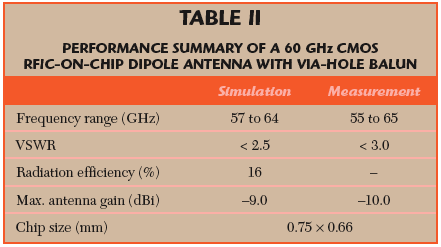 TABLE II
PERFORMANCE SUMMARY OF A 60 GHz CMOS
RFIC-ON-CHIP DIPOLE ANTENNA WITH VIA-HOLE BALUN
Simulation Measurement
Frequency range (GHz) 57 to 64 55 to 65
VSWR < 2.5 < 3.0
Radiation efficiency (%) 16 –
Max. antenna gain (dBi) –9.0 –10.0
Chip size (mm) 0.75 × 0.66